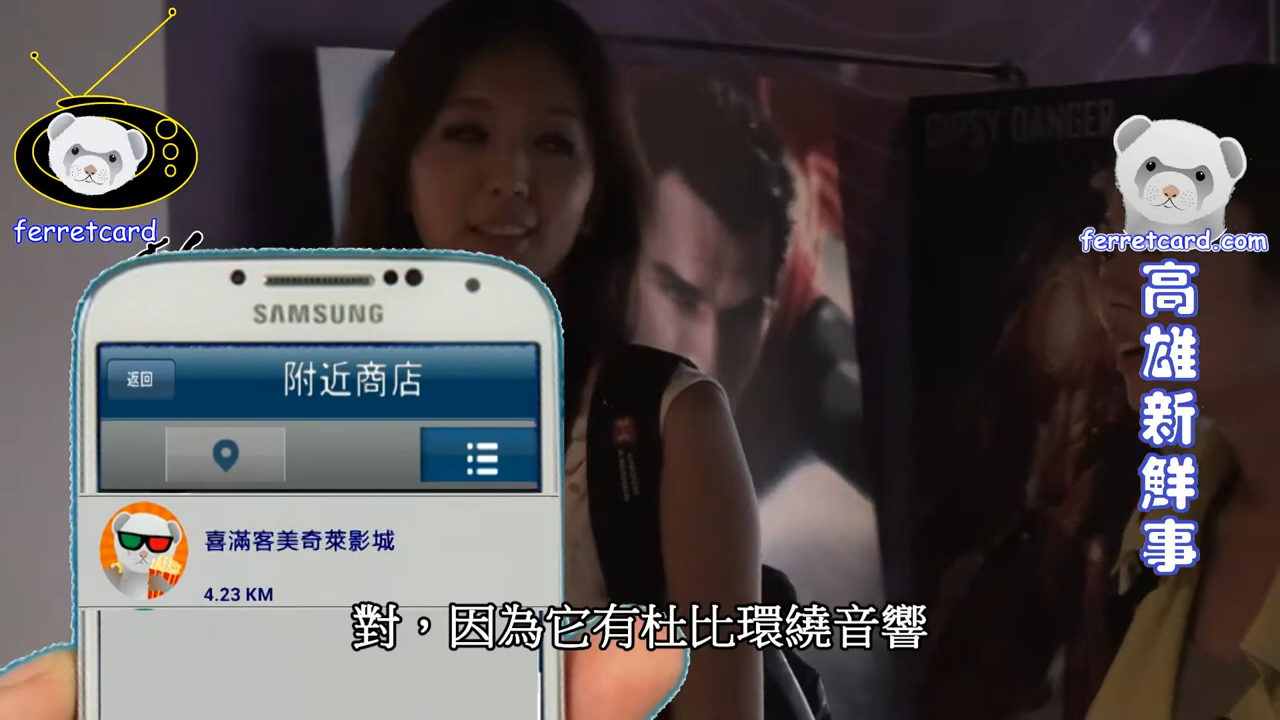 GIPSY DANGER
ferretcard
ferretcard.com
高雄新鮮事
SAMSUNG
返回
附近商店
喜滿客美奇萊影城
4.23 KM
對，因為它有杜比環繞音響